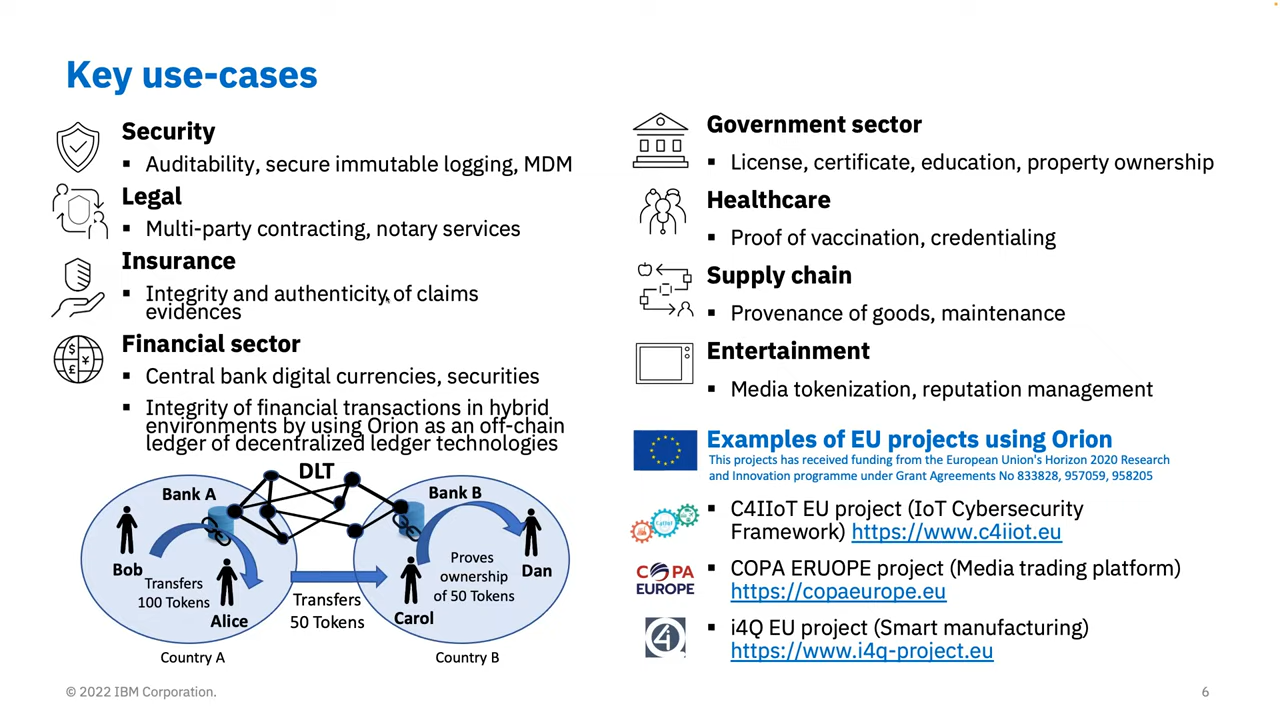 Key use-cases
Security
▪ Auditability, secure immutable logging, MDM
Legal
▪ Multi-party contracting, notary services
Insurance
▪ Integrity and authenticity of claims
evidences
Financial sector
▪ Central bank digital currencies, securities
▪ Integrity of financial transactions in hybrid
environments by using Orion as an off-chain
ledger of decentralized ledger technologies
DLT
Bank A
Bank B
Bob
Transfers
100 Tokens
Alice
Transfers
50 Tokens
Carol
Proves
ownership
of 50 Tokens
Dan
Country A
Country B
Government sector
▪ License, certificate, education, property ownership
Healthcare
▪ Proof of vaccination, credentialing
Supply chain
▪ Provenance of goods, maintenance
Entertainment
▪ Media tokenization, reputation management
Examples of EU projects using Orion
This projects has received funding from the European Union's Horizon 2020 Research
and Innovation programme under Grant Agreements No 833828, 957059, 958205
▪ C4IIoT EU project (IoT Cybersecurity
Framework) https://www.c4iiot.eu
COPA
EUROPE
▪ COPA ERUOPE project (Media trading platform)
https://copaeurope.eu
▪ i4Q EU project (Smart manufacturing)
https://www.i4q-project.eu
© 2022 IBM Corporation.
6